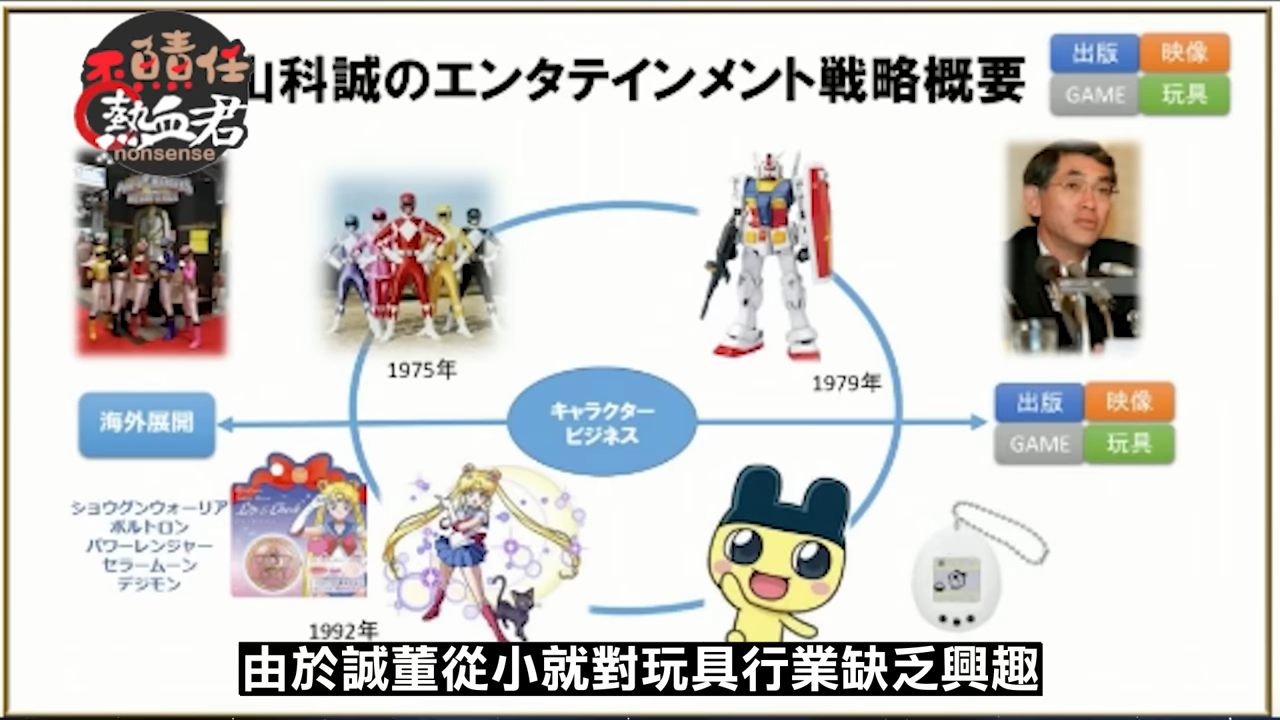 不負責任
熱血君
nonsense
山科誠のエンタテインメント戦略概要
出版 映像
GAME 玩具
1975年
1979年
海外展開
キャラクター
ビジネス
出版 映像
GAME 玩具
ショウグンウォーリア
ボルトロン
パワーレンジャー
セラームーン
デジモン
1992年
由於誠董從小就對玩具行業缺乏興趣